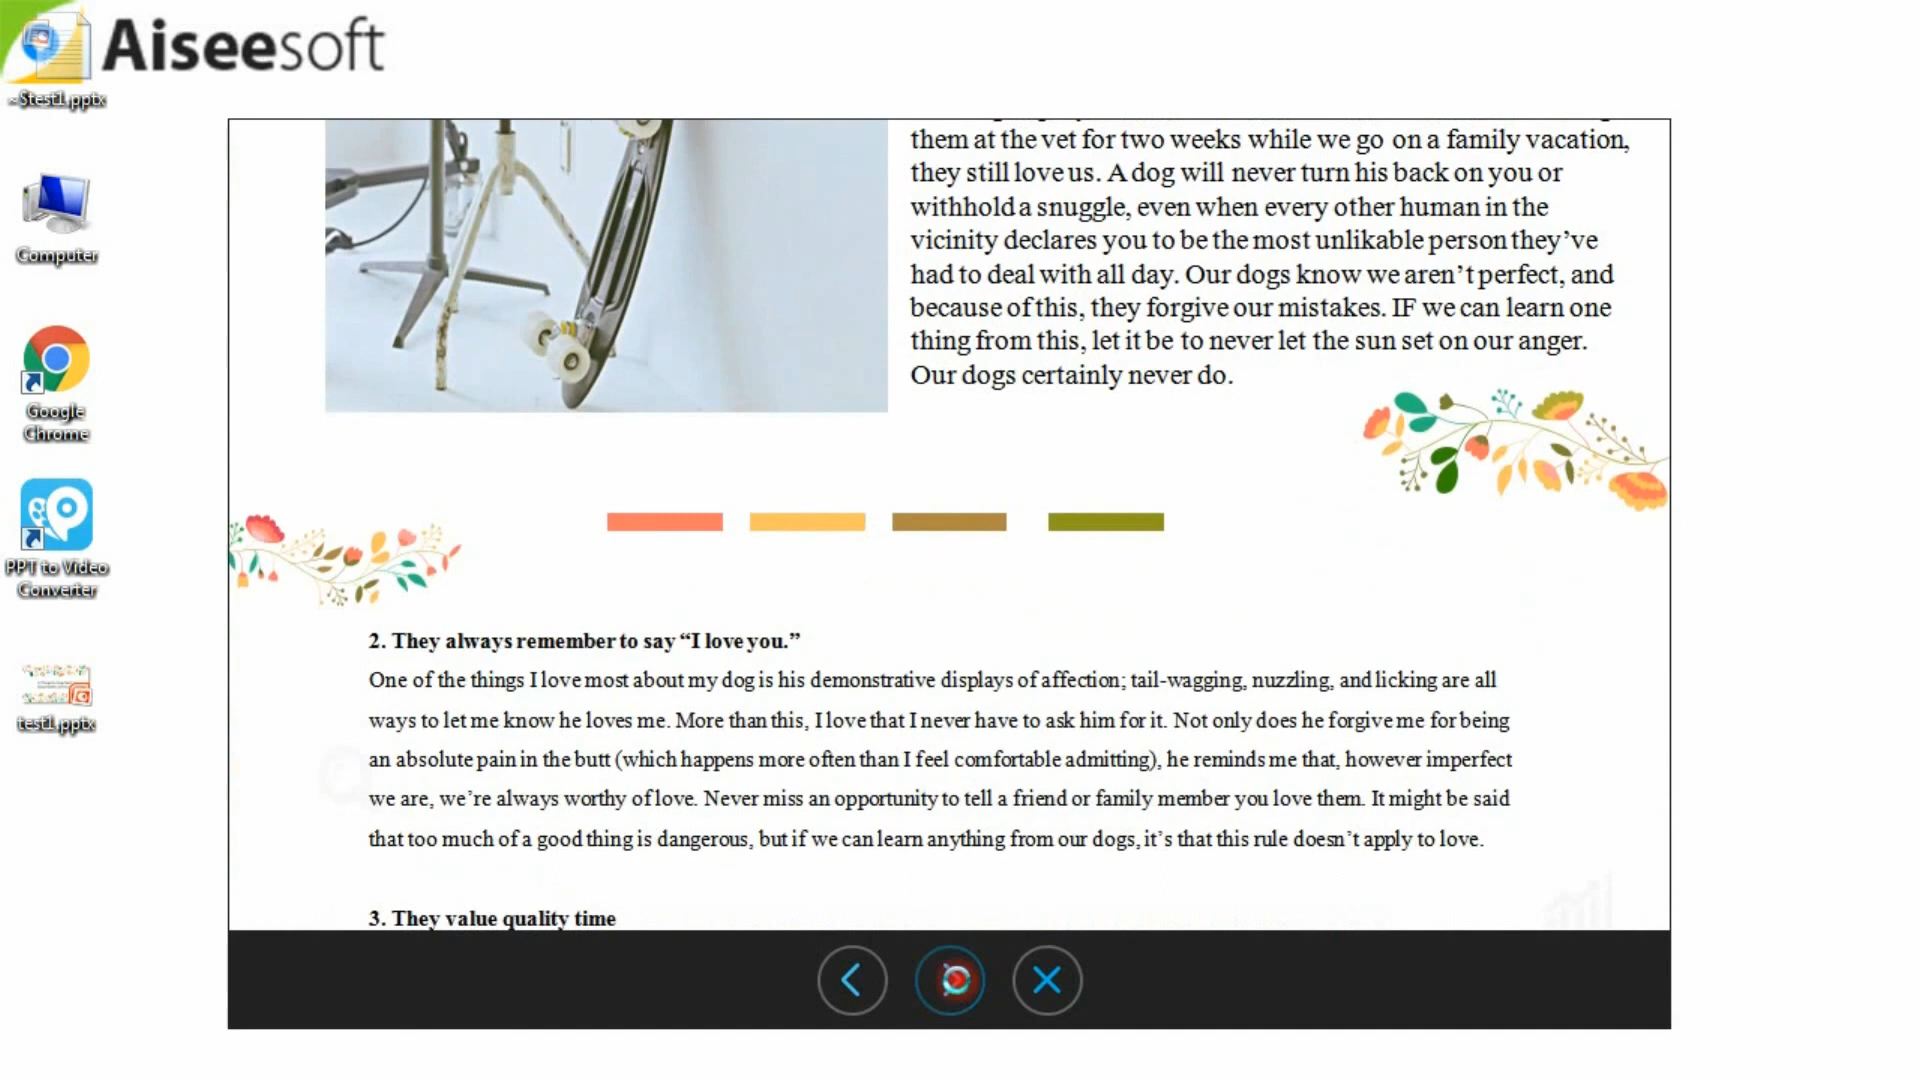 Aiseesoft
~$test1.pptx
Computer
Google
Chrome
PPT to Video
Converter
test1.pptx
them at the vet for two weeks while we go on a family vacation,
they still love us. A dog will never turn his back on you or
withhold a snuggle, even when every other human in the
vicinity declares you to be the most unlikable person they’ve
had to deal with all day. Our dogs know we aren’t perfect, and
because of this, they forgive our mistakes. IF we can learn one
thing from this, let it be to never let the sun set on our anger.
Our dogs certainly never do.
2. They always remember to say “I love you.”
One of the things I love most about my dog is his demonstrative displays of affection; tail-wagging, nuzzling, and licking are all
ways to let me know he loves me. More than this, I love that I never have to ask him for it. Not only does he forgive me for being
an absolute pain in the butt (which happens more often than I feel comfortable admitting), he reminds me that, however imperfect
we are, we’re always worthy of love. Never miss an opportunity to tell a friend or family member you love them. It might be said
that too much of a good thing is dangerous, but if we can learn anything from our dogs, it’s that this rule doesn’t apply to love.
3. They value quality time